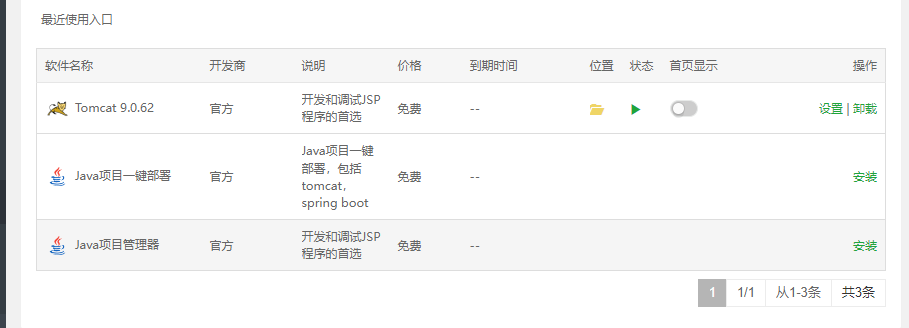 最近使用入口
软件名称 开发商 说明 价格 到期时间 位置 状态 首页显示 操作
Tomcat 9.0.62 官方 开发和调试JSP 免费 -- 设置 | 卸载
程序的首选
Java项目一键部署 官方 Java项目一键 免费 -- 安装
部署，包括
tomcat，
spring boot
Java项目管理器 官方 开发和调试JSP 免费 -- 安装
程序的首选
1 1/1 从1-3条 共3条